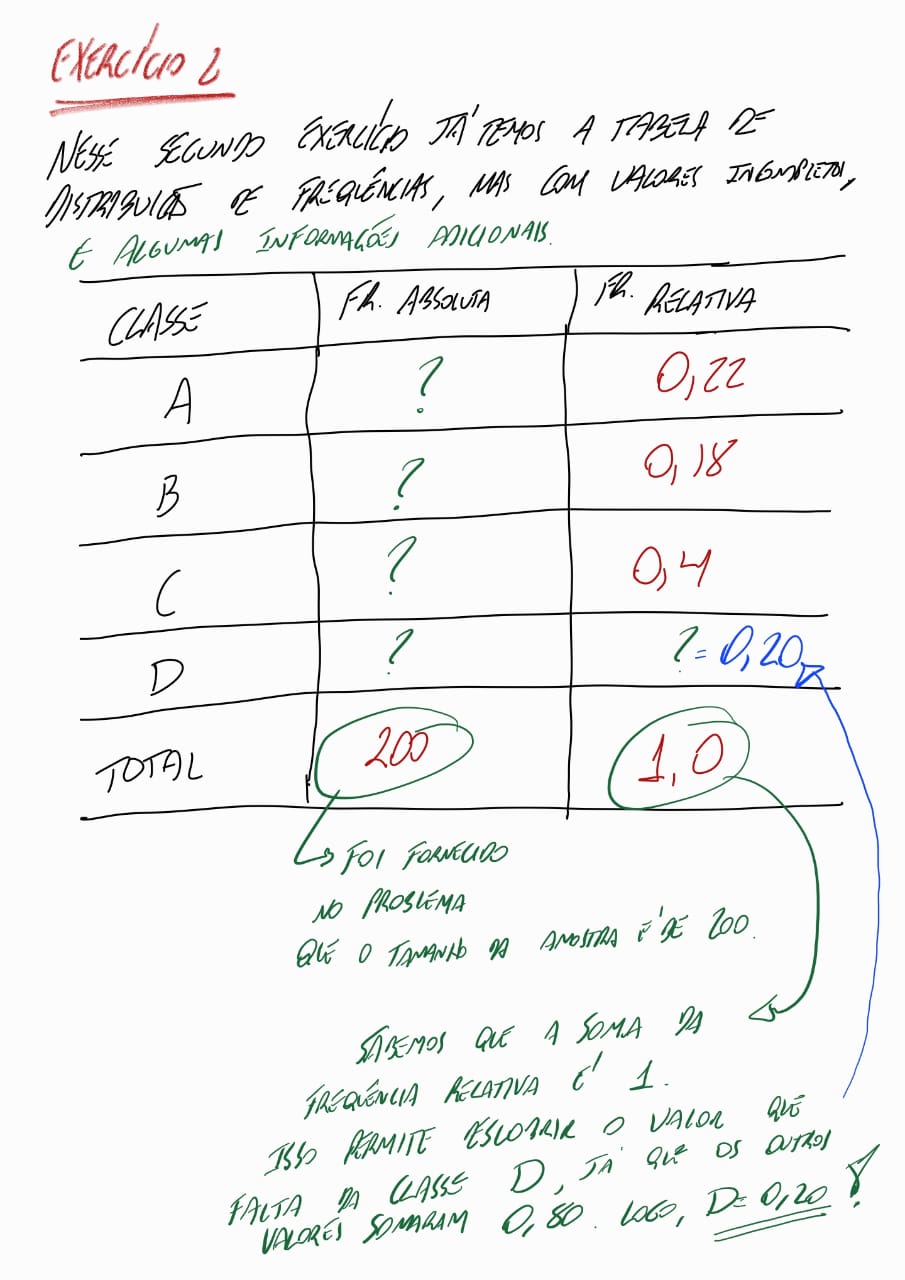 EXERCÍCIO 2
NESSE SEGUNDO EXERCÍCIO JÁ TEMOS A TABELA DE
DISTRIBUIÇÃO DE FREQUÊNCIAS, MAS COM VALORES INCOMPLETOS,
E ALGUMAS INFORMAÇÕES ADICIONAIS.
CLASSE FR. ABSOLUTA FR. RELATIVA
A ? 0,22
B ? 0,18
C ? 0,4
D ? ? = 0,20
TOTAL 200 1,0
FOI FORNECIDO
NO PROBLEMA
QUE O TAMANHO DA AMOSTRA É DE 200.
SABEMOS QUE A SOMA DA
FREQUÊNCIA RELATIVA É 1.
ISSO PERMITE DESCOBRIR O VALOR QUE
FALTA DA CLASSE D, JÁ QUE OS OUTROS
VALORES SOMARAM 0,80. LOGO, D = 0,20!